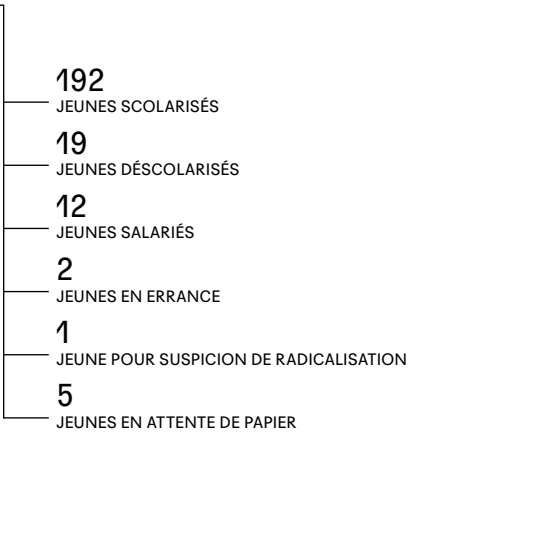 192
JEUNES SCOLARISÉS
19
JEUNES DÉSCOLARISÉS
12
JEUNES SALARIÉS
2
JEUNES EN ERRANCE
1
JEUNE POUR SUSPICION DE RADICALISATION
5
JEUNES EN ATTENTE DE PAPIER